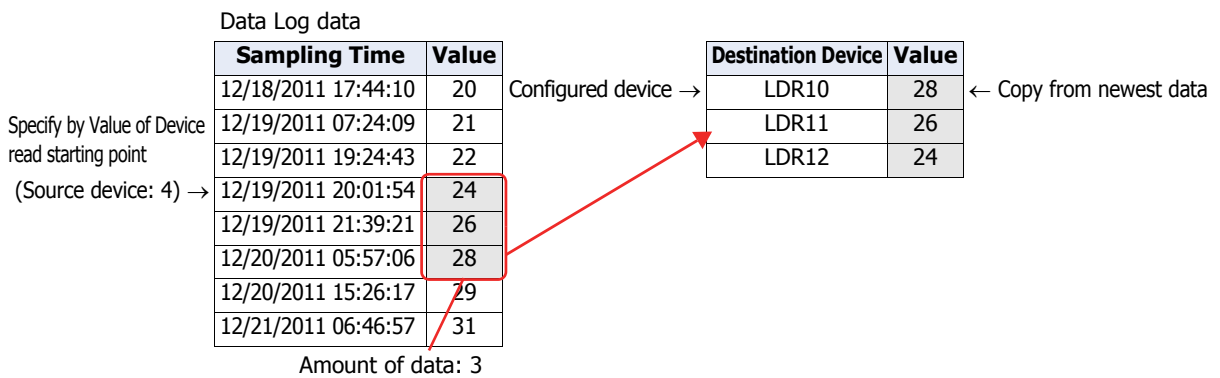 Data Log data
Sampling Time Value
12/18/2011 17:44:10 20
12/19/2011 07:24:09 21
12/19/2011 19:24:43 22
12/19/2011 20:01:54 24
12/19/2011 21:39:21 26
12/20/2011 05:57:06 28
12/20/2011 15:26:17 29
12/21/2011 06:46:57 31
Specify by Value of Device
read starting point
(Source device: 4) →
Amount of data: 3
Configured device →
Destination Device Value
LDR10 28
LDR11 26
LDR12 24
← Copy from newest data